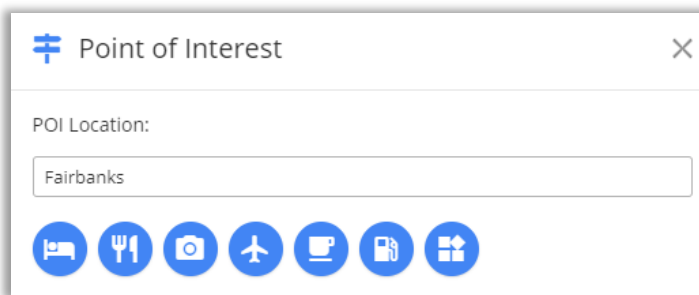 Point of Interest
POI Location:
Fairbanks